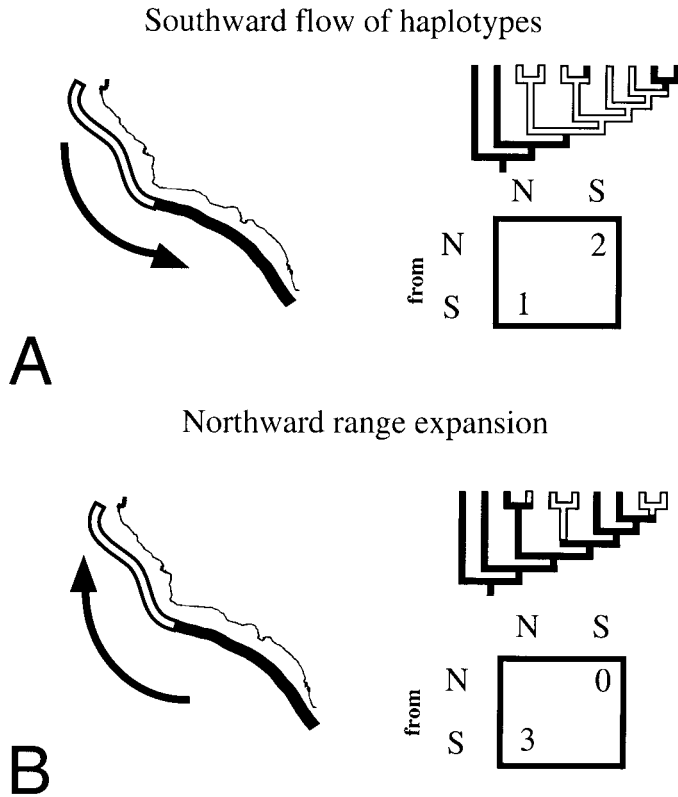 Southward flow of haplotypes
N S
from
N 2
S 1
A
Northward range expansion
N S
from
N 0
S 3
B